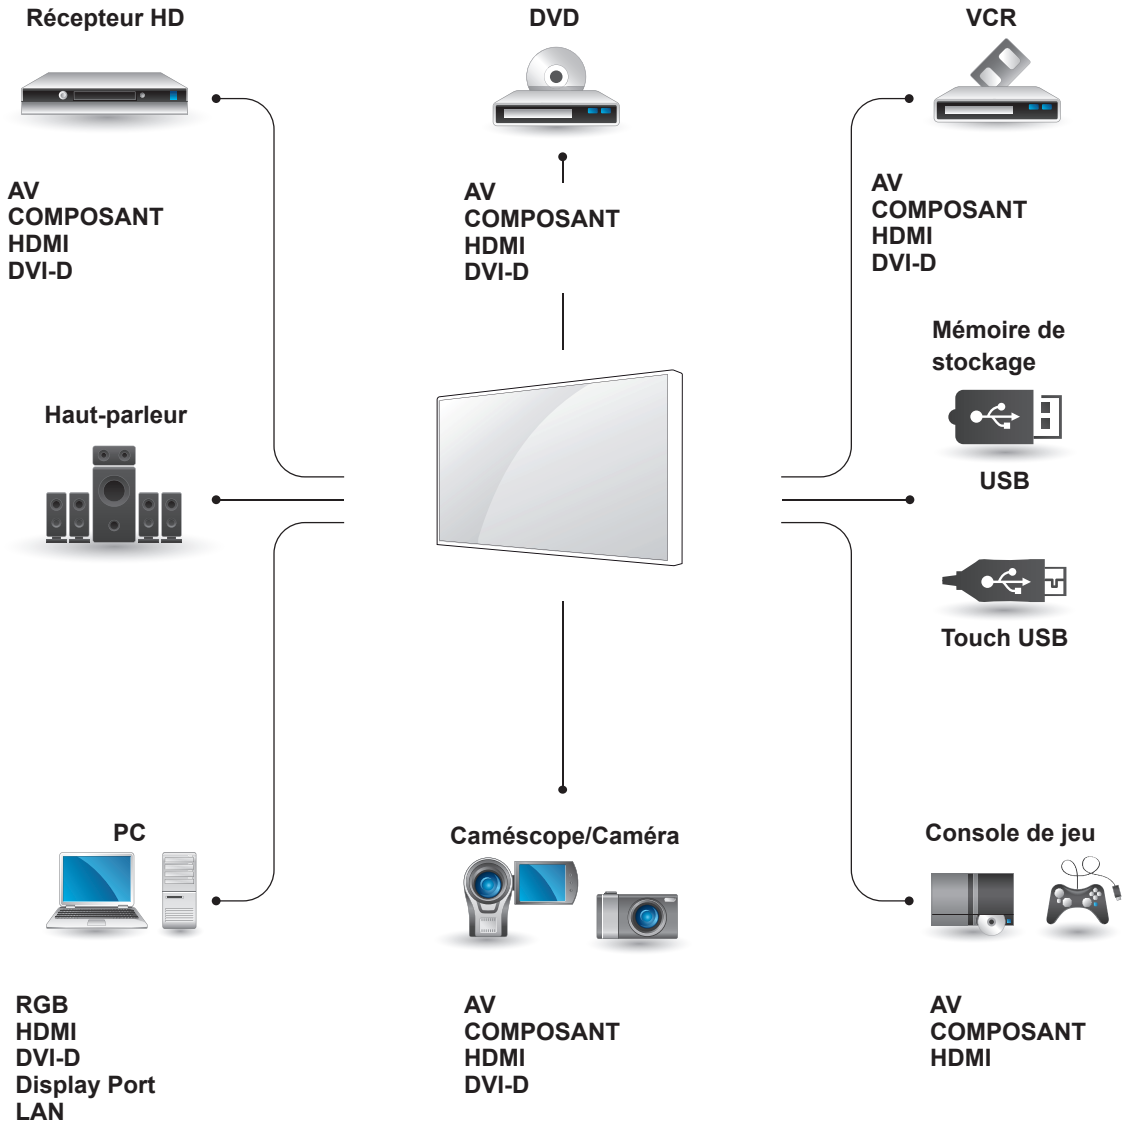 Récepteur HD
AV
COMPOSANT
HDMI
DVI-D
DVD
AV
COMPOSANT
HDMI
DVI-D
VCR
AV
COMPOSANT
HDMI
DVI-D
Haut-parleur
Mémoire de
stockage
USB
Touch USB
PC
RGB
HDMI
DVI-D
Display Port
LAN
Caméscope/Caméra
AV
COMPOSANT
HDMI
DVI-D
Console de jeu
AV
COMPOSANT
HDMI